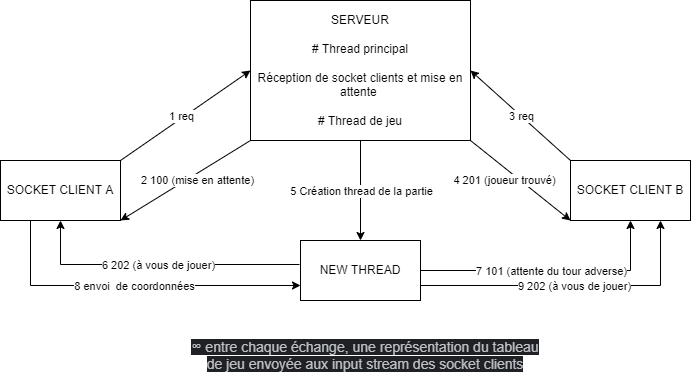 SERVEUR
# Thread principal
Réception de socket clients et mise en
attente
# Thread de jeu
1 req
3 req
2 100 (mise en attente)
4 201 (joueur trouvé)
SOCKET CLIENT A
5 Création thread de la partie
SOCKET CLIENT B
6 202 (à vous de jouer)
NEW THREAD
7 101 (attente du tour adverse)
8 envoi  de coordonnées
9 202 (à vous de jouer)
∞ entre chaque échange, une représentation du tableau
de jeu envoyée aux input stream des socket clients